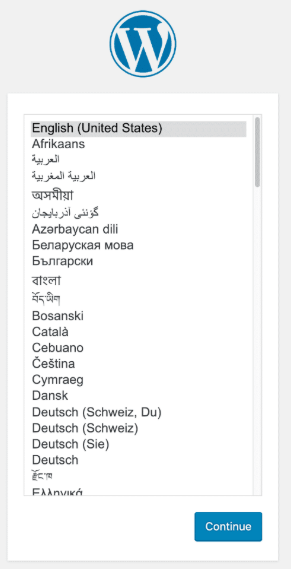 English (United States)
Afrikaans
العربية
العربية المغربية
অসমীয়া
گؤنئی آذربایجان
Azərbaycan dili
Беларуская мова
Български
বাংলা
བོད་ཡིག
Bosanski
Català
Cebuano
Čeština
Cymraeg
Dansk
Deutsch (Schweiz, Du)
Deutsch (Schweiz)
Deutsch (Sie)
Deutsch
རྫོང་ཁ
Ελληνικά
Continue